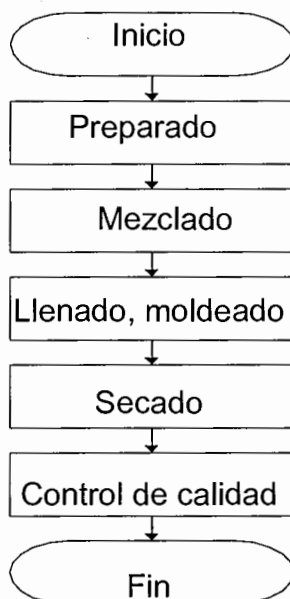 Inicio
Preparado
Mezclado
Llenado, moldeado
Secado
Control de calidad
Fin